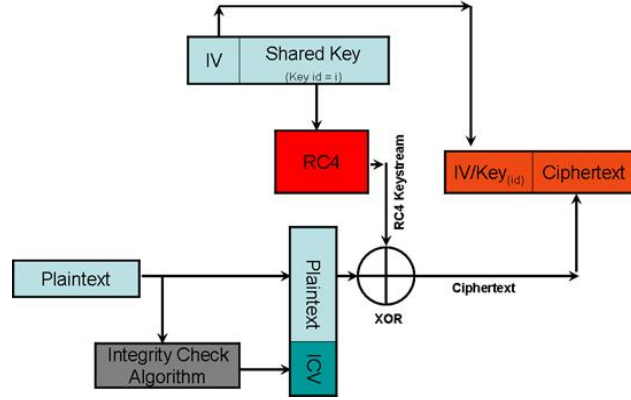 IV
Shared Key
(Key id = i)
RC4
RC4 Keystream
IV/Key(id)
Ciphertext
Plaintext
Plaintext
XOR
Ciphertext
Integrity Check
Algorithm
ICV